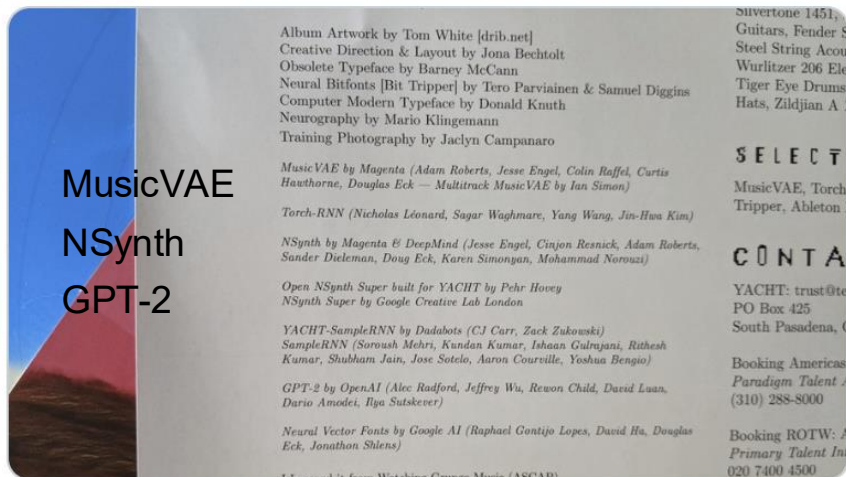 MusicVAE
NSynth
GPT-2
Album Artwork by Tom White [drib.net]
Creative Direction & Layout by Jona Bechtolt
Obsolete Typeface by Barney McCann
Neural Bitfonts [Bit Tripper] by Tero Parviainen & Samuel Diggins
Computer Modern Typeface by Donald Knuth
Neurography by Mario Klingemann
Training Photography by Jaclyn Campanaro
MusicVAE by Magenta (Adam Roberts, Jesse Engel, Colin Raffel, Curtis
Hawthorne, Douglas Eck — Multitrack MusicVAE by Ian Simon)
Torch-RNN (Nicholas Léonard, Sagar Waghmare, Yang Wang, Jin-Hwa Kim)
NSynth by Magenta & DeepMind (Jesse Engel, Cinjon Resnick, Adam Roberts,
Sander Dieleman, Doug Eck, Karen Simonyan, Mohammad Norouzi)
Open NSynth Super built for YACHT by Pehr Hovey
NSynth Super by Google Creative Lab London
YACHT-SampleRNN by Dadabots (CJ Carr, Zack Zukowski)
SampleRNN (Soroush Mehri, Kundan Kumar, Ishaan Gulrajani, Rithesh
Kumar, Shubham Jain, Jose Sotelo, Aaron Courville, Yoshua Bengio)
GPT-2 by OpenAI (Alec Radford, Jeffrey Wu, Rewon Child, David Luan,
Dario Amodei, Ilya Sutskever)
Neural Vector Fonts by Google AI (Raphael Gontijo Lopes, David Ha, Douglas
Eck, Jonathon Shlens)
Silvertone 1451,
Guitars, Fender S
Steel String Acou
Wurlitzer 206 Ele
Tiger Eye Drums
Hats, Zildjian A
SELECT
MusicVAE, Torch
Tripper, Ableton
CONTA
YACHT: trust@te
PO Box 425
South Pasadena, C
Booking Americas
Paradigm Talent A
(310) 288-8000
Booking ROTW: A
Primary Talent Int
020 7400 4500